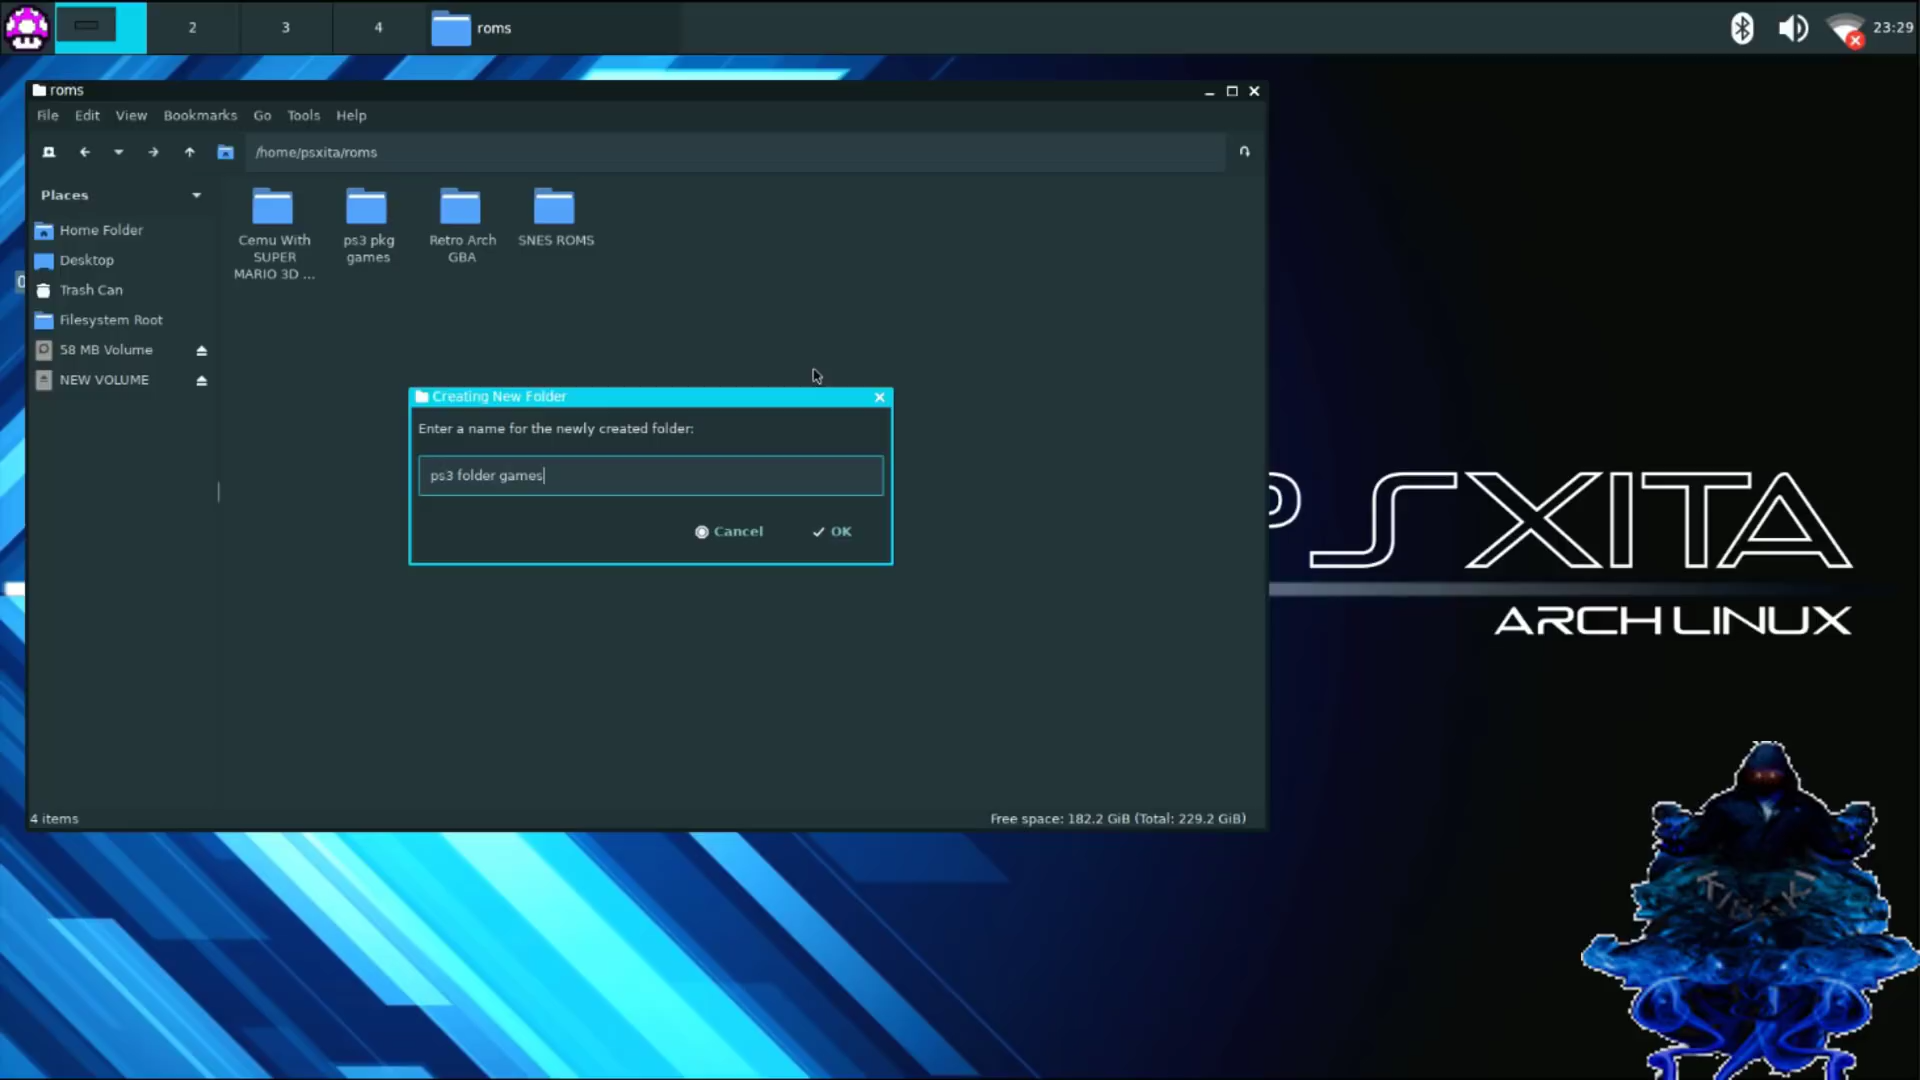 2
3
4
roms
23:29
roms
File Edit View Bookmarks Go Tools Help
/home/psxita/roms
Places
Home Folder
Desktop
Trash Can
Filesystem Root
58 MB Volume
NEW VOLUME
Cemu With
SUPER
MARIO 3D ...
ps3 pkg
games
Retro Arch
GBA
SNES ROMS
Creating New Folder
Enter a name for the newly created folder:
ps3 folder games
Cancel
OK
4 items
Free space: 182.2 GiB (Total: 229.2 GiB)
PSXITA
ARCH LINUX